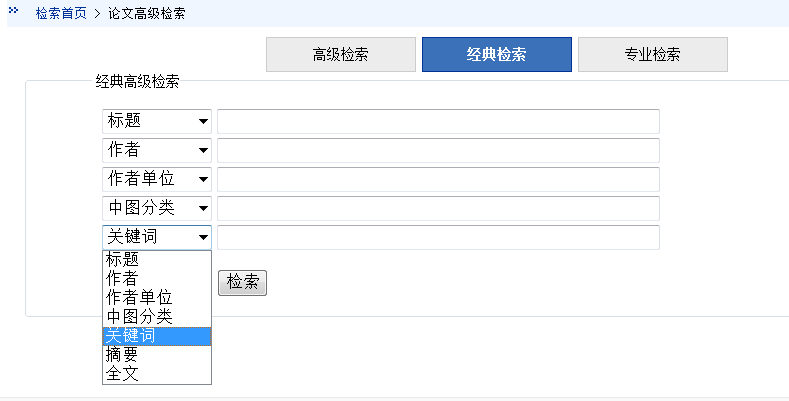 检索首页 > 论文高级检索
高级检索 经典检索 专业检索
经典高级检索
标题
作者
作者单位
中图分类
关键词
标题
作者
作者单位
中图分类
关键词
摘要
全文
检索